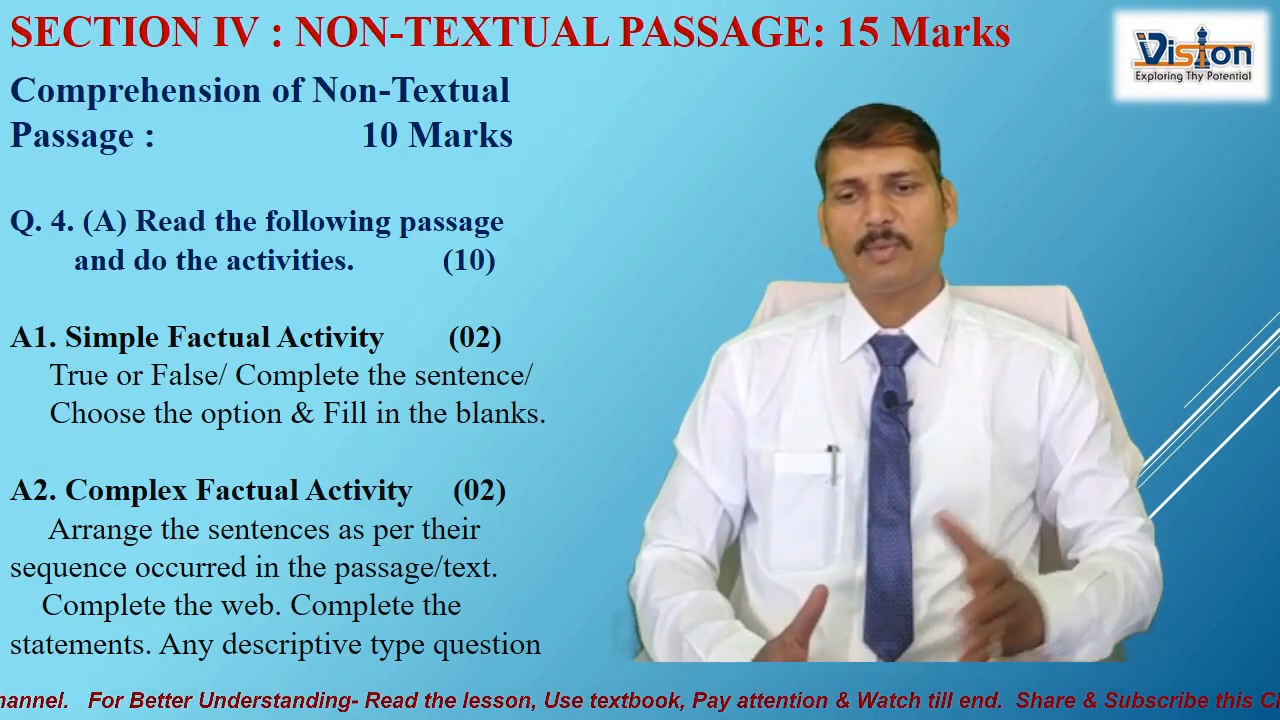 SECTION IV : NON-TEXTUAL PASSAGE: 15 Marks
Vision
Exploring Thy Potential
Comprehension of Non-Textual
Passage : 10 Marks
Q. 4. (A) Read the following passage
and do the activities. (10)
A1. Simple Factual Activity (02)
True or False/ Complete the sentence/
Choose the option & Fill in the blanks.
A2. Complex Factual Activity (02)
Arrange the sentences as per their
sequence occurred in the passage/text.
Complete the web. Complete the
statements. Any descriptive type question
hannel. For Better Understanding- Read the lesson, Use textbook, Pay attention & Watch till end. Share & Subscribe this C